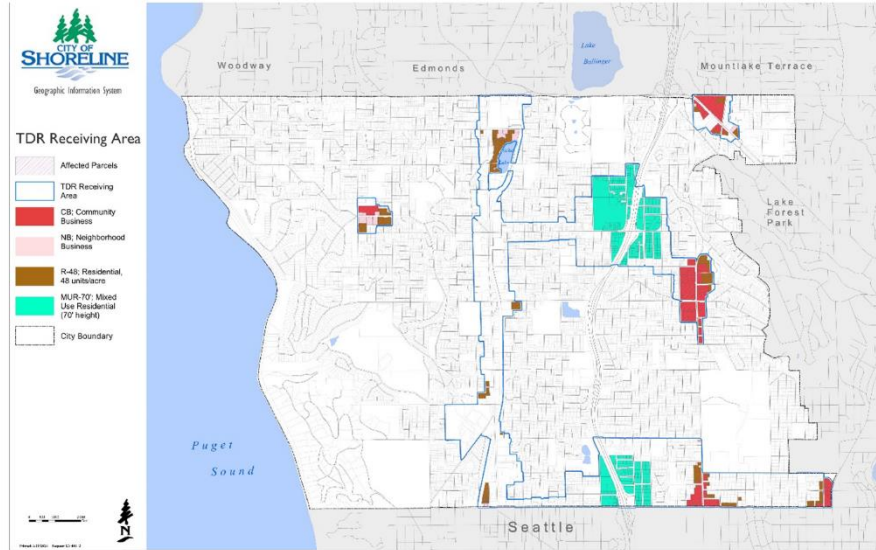 CITY OF
SHORELINE
Geographic Information System
TDR Receiving Area
Affected Parcels
TDR Receiving
Area
CB; Community
Business
NB; Neighborhood
Business
R-48; Residential,
48 units/acre
MUR-70'; Mixed
Use Residential
(70' height)
City Boundary
N
Woodway
Edmonds
Lake
Ballinger
Mountlake Terrace
Lake
Forest
Park
Puget
Sound
Seattle